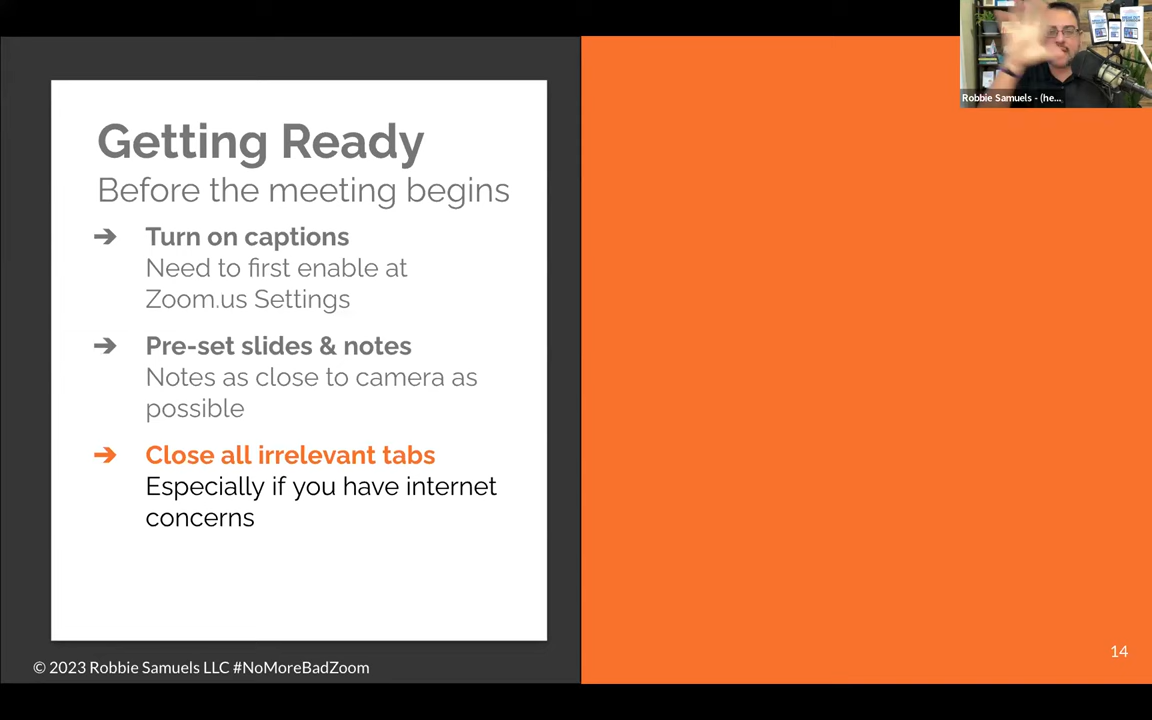 Getting Ready
Before the meeting begins
➔ Turn on captions
Need to first enable at
Zoom.us Settings
➔ Pre-set slides & notes
Notes as close to camera as
possible
➔ Close all irrelevant tabs
Especially if you have internet
concerns
© 2023 Robbie Samuels LLC #NoMoreBadZoom
14
Robbie Samuels - (he...